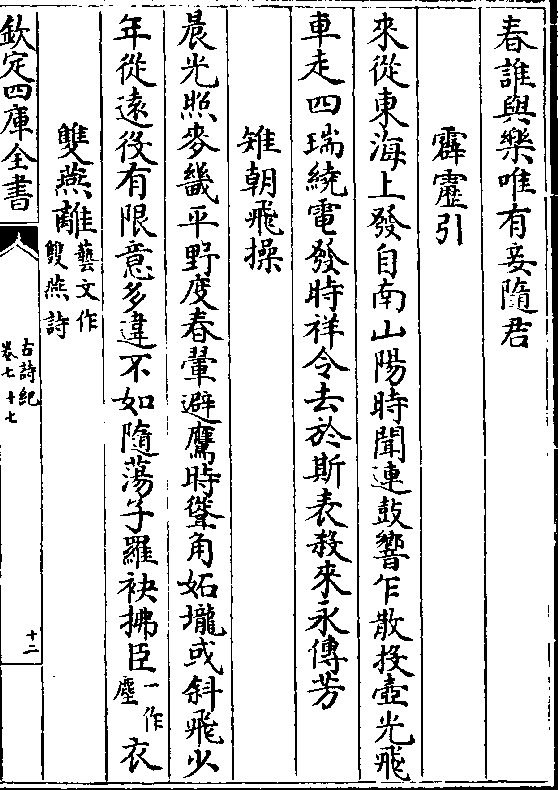 春誰與樂唯有妾隨君
霹靂引
來從東海上發自南山陽時聞連鼓響乍散投壺光飛
車走四瑞繞電發時祥令去於斯表殺來永傳芳
雉朝飛操
晨光照麥畿平野度春翬避鷹時聳角妬壠或斜飛少
年從遠役有限意多違不如隨蕩子羅袂拂臣一作塵衣
雙燕離藝文作雙燕詩
欽定四庫全書
古詩紀
卷七十七
十二